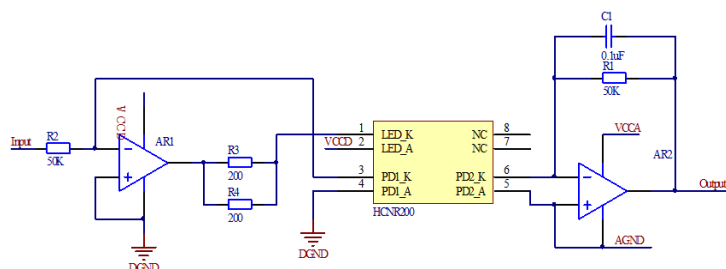 C1
0.1uF
R1
50K
VCCD
Input
R2
50K
AR1
R3
200
R4
200
VCCD
1
2
3
4
LED_K
LED_A
PD1_K
PD1_A
NC
NC
PD2_K
PD2_A
8
7
6
5
HCNR200
VCCA
AR2
Output
AGND
DGND
DGND